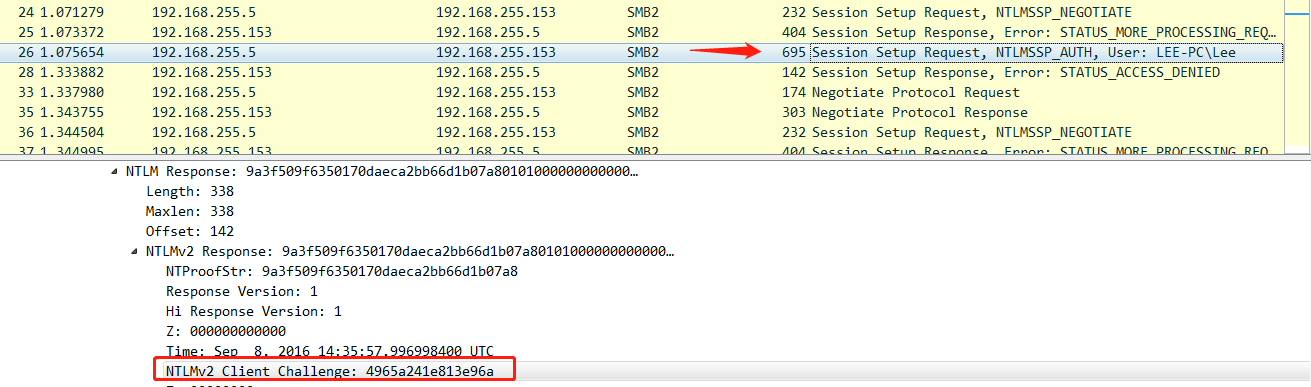 24 1.071279 192.168.255.5 192.168.255.153 SMB2 232 Session Setup Request, NTLMSSP_NEGOTIATE
25 1.073372 192.168.255.153 192.168.255.5 SMB2 404 Session Setup Response, Error: STATUS_MORE_PROCESSING_REQ…
26 1.075654 192.168.255.5 192.168.255.153 SMB2 695 Session Setup Request, NTLMSSP_AUTH, User: LEE-PC\Lee
28 1.333882 192.168.255.153 192.168.255.5 SMB2 142 Session Setup Response, Error: STATUS_ACCESS_DENIED
33 1.337980 192.168.255.5 192.168.255.153 SMB2 174 Negotiate Protocol Request
35 1.343755 192.168.255.153 192.168.255.5 SMB2 303 Negotiate Protocol Response
36 1.344504 192.168.255.5 192.168.255.153 SMB2 232 Session Setup Request, NTLMSSP_NEGOTIATE
37 1.344995 192.168.255.153 192.168.255.5 SMB2 404 Session Setup Response, Error: STATUS_MORE_PROCESSING_REQ…
NTLM Response: 9a3f509f6350170daeca2bb66d1b07a80101000000000000…
Length: 338
Maxlen: 338
Offset: 142
NTLMv2 Response: 9a3f509f6350170daeca2bb66d1b07a80101000000000000…
NTProofStr: 9a3f509f6350170daeca2bb66d1b07a8
Response Version: 1
Hi Response Version: 1
Z: 000000000000
Time: Sep  8, 2016 14:35:57.996998400 UTC
NTLMv2 Client Challenge: 4965a241e813e96a